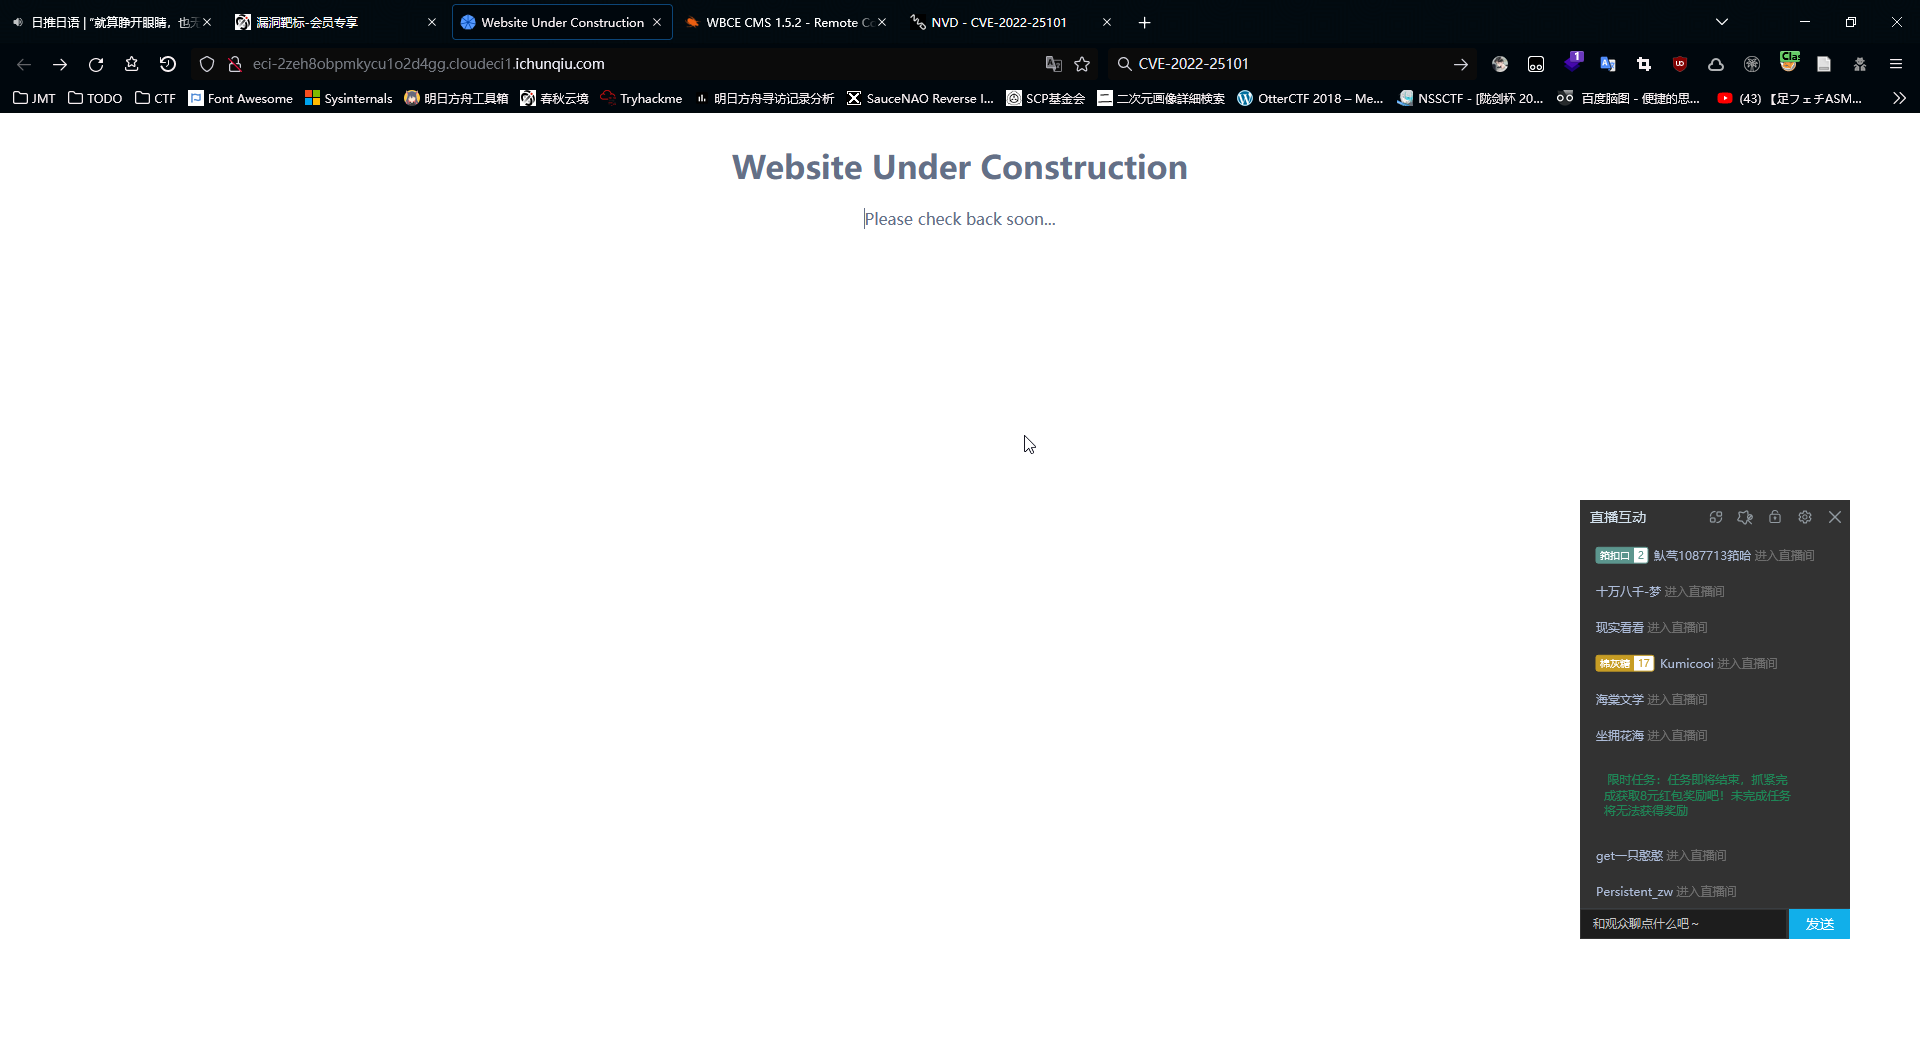 日推日语 | "就算睁开眼睛，也无
漏洞靶标-会员专享
Website Under Construction
WBCE CMS 1.5.2 - Remote Co
NVD - CVE-2022-25101
eci-2zeh8obpmkycu1o2d4gg.cloudeci1.ichunqiu.com
CVE-2022-25101
1
JMT
TODO
CTF
Font Awesome
Sysinternals
明日方舟工具箱
春秋云境
Tryhackme
明日方舟寻访记录分析
SauceNAO Reverse I...
SCP基金会
二次元画像詳細検索
OtterCTF 2018 – Me...
NSSCTF - [陇剑杯 20...
百度脑图 - 便捷的思...
(43) 【足フェチASM...
Website Under Construction
Please check back soon...
直播互动
2 1087713箔哈 进入直播间
十万八千-梦 进入直播间
现实看看 进入直播间
棉灰糖 17 Kumicooi 进入直播间
海棠文学 进入直播间
坐拥花海 进入直播间
限时任务：任务即将结束，抓紧完
成获取8元红包奖励吧！未完成任务
将无法获得奖励
get一只憨憨 进入直播间
Persistent_zw 进入直播间
和观众聊点什么吧～
发送